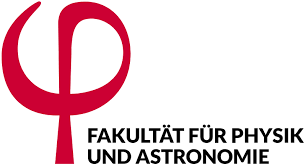 FAKULTÄT FÜR PHYSIK
UND ASTRONOMIE